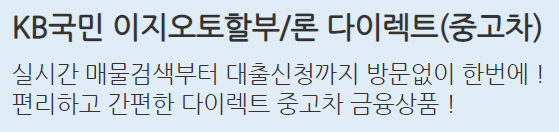 KB국민 이지오토할부/론 다이렉트(중고차)
실시간 매물검색부터 대출신청까지 방문없이 한번에 !
편리하고 간편한 다이렉트 중고차 금융상품 !